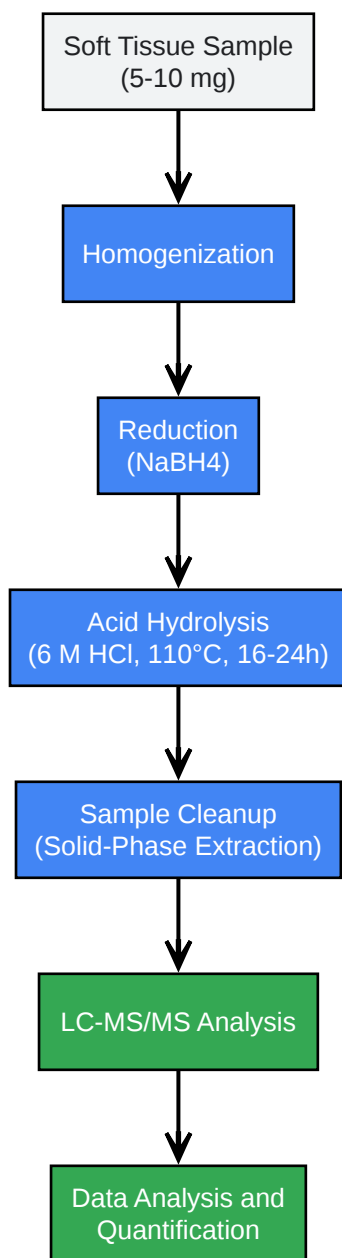 Soft Tissue Sample
(5-10 mg)
Homogenization
Reduction
(NaBH4)
Acid Hydrolysis
(6 M HCl, 110°C, 16-24h)
Sample Cleanup
(Solid-Phase Extraction)
LC-MS/MS Analysis
Data Analysis and
Quantification